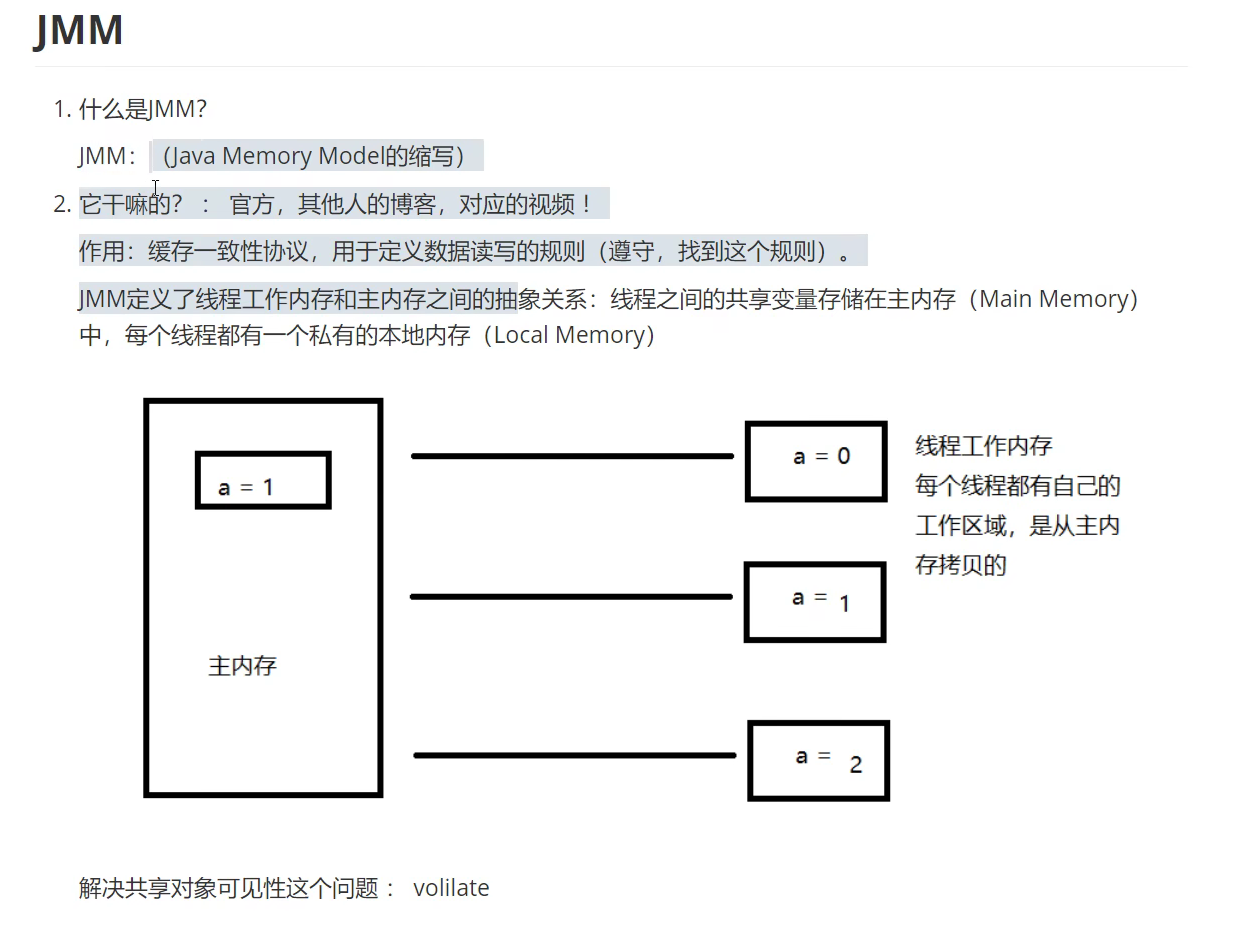 JMM
1. 什么是JMM？
JMM：（Java Memory Model的缩写）
2. 它干嘛的？ ： 官方，其他人的博客，对应的视频！
作用：缓存一致性协议，用于定义数据读写的规则（遵守，找到这个规则）。
JMM定义了线程工作内存和主内存之间的抽象关系：线程之间的共享变量存储在主内存（Main Memory）
中，每个线程都有一个私有的本地内存（Local Memory）
a = 1
主内存
a = 0
a = 1
a = 2
线程工作内存
每个线程都有自己的
工作区域，是从主内
存拷贝的
解决共享对象可见性这个问题： volilate